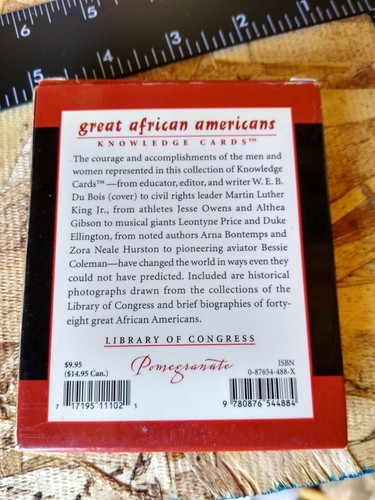 6 5 4 3 2 1
5
great african americans
KNOWLEDGE CARDS™
The courage and accomplishments of the men and
women represented in this collection of Knowledge
Cards™—from educator, editor, and writer W. E. B.
Du Bois (cover) to civil rights leader Martin Luther
King Jr., from athletes Jesse Owens and Althea
Gibson to musical giants Leontyne Price and Duke
Ellington, from noted authors Arna Bontemps and
Zora Neale Hurston to pioneering aviator Bessie
Coleman—have changed the world in ways even they
could not have predicted. Included are historical
photographs drawn from the collections of the
Library of Congress and brief biographies of forty-
eight great African Americans.
LIBRARY OF CONGRESS
$9.95
($14.95 Can.)
Pomegranate
ISBN
0-87654-488-X
7 17195 11102 1
9 780876 544884